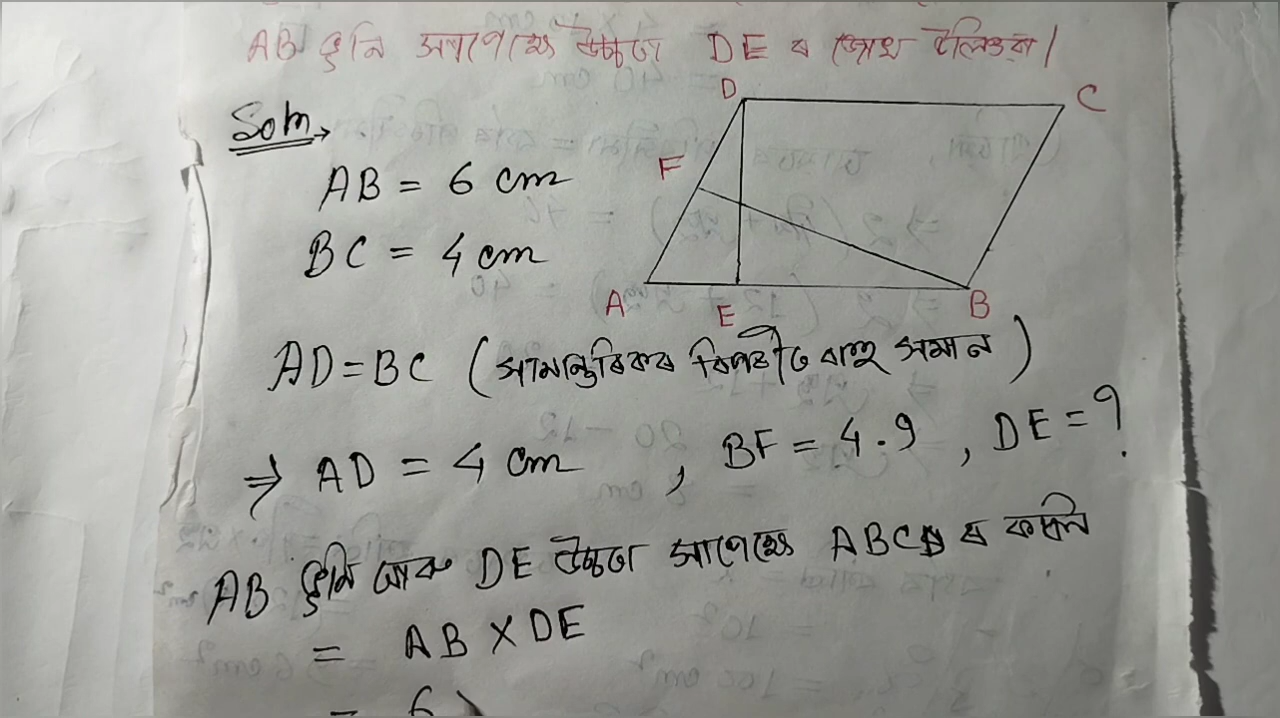 AB ভূমি সাপেক্ষে উচ্চতা DE ৰ জোখ উলিওৱা।
Soln →
D
C
F
AB = 6 cm
BC = 4 cm
A
E
B
AD = BC (সামান্তৰিকৰ বিপৰীত বাহু সমান)
⇒ AD = 4 cm , BF = 4.9 , DE = ?
AB ভূমি আৰু DE উচ্চতা সাপেক্ষে ABCD ৰ কালি
= AB X DE
= 6